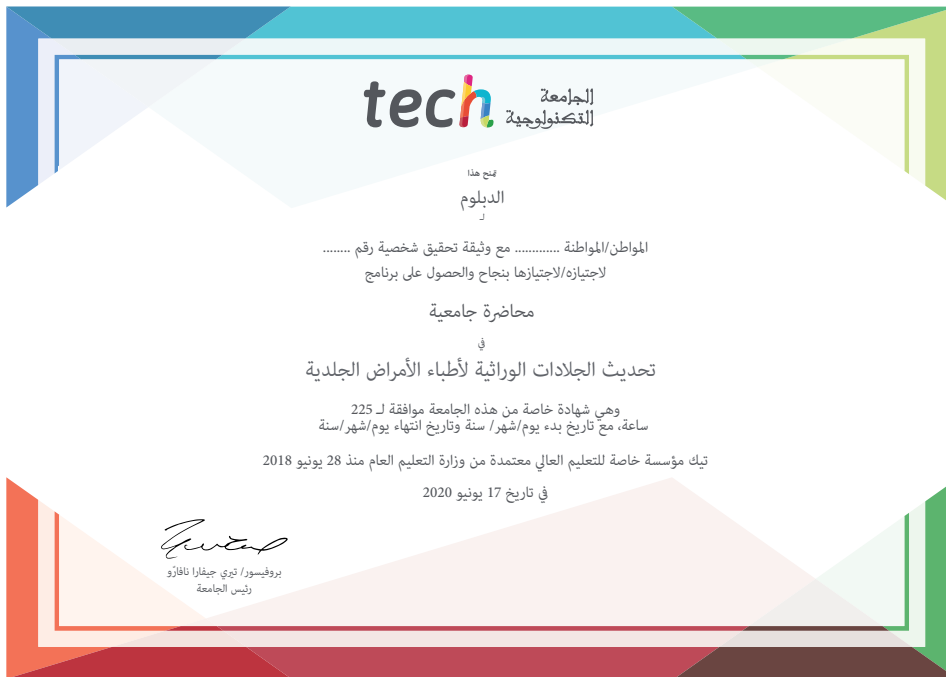 tech الجامعة
التكنولوجية
يمنح هذا
الدبلوم
لـ
المواطن/المواطنة ............. مع وثيقة تحقيق شخصية رقم ........
لاجتيازه/لاجتيازها بنجاح والحصول على برنامج
محاضرة جامعية
في
تحديث الجلادات الوراثية لأطباء الأمراض الجلدية
وهي شهادة خاصة من هذه الجامعة موافقة لـ 225
ساعة، مع تاريخ بدء يوم/شهر/ سنة وتاريخ انتهاء يوم/شهر/سنة
تيك مؤسسة خاصة للتعليم العالي معتمدة من وزارة التعليم العام منذ 28 يونيو 2018
في تاريخ 17 يونيو 2020
بروفيسور/ تيري جيفارا نافارّو
رئيس الجامعة